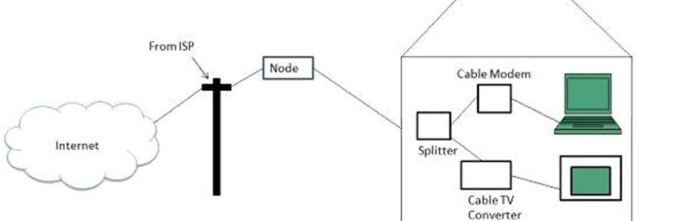 From ISP
Node
Internet
Cable Modem
Splitter
Cable TV
Converter